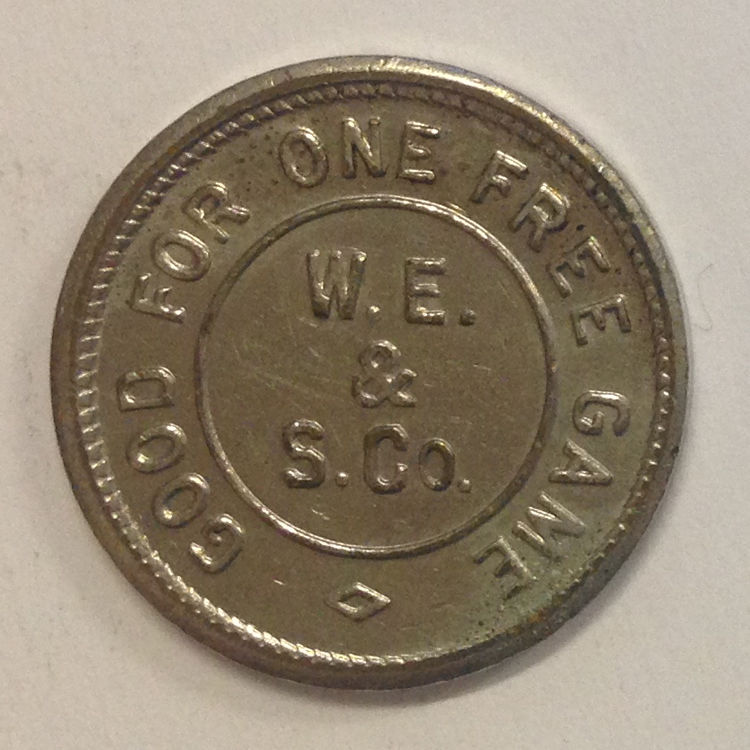 GOOD FOR ONE FREE GAME
W. E.
&
S. Co.